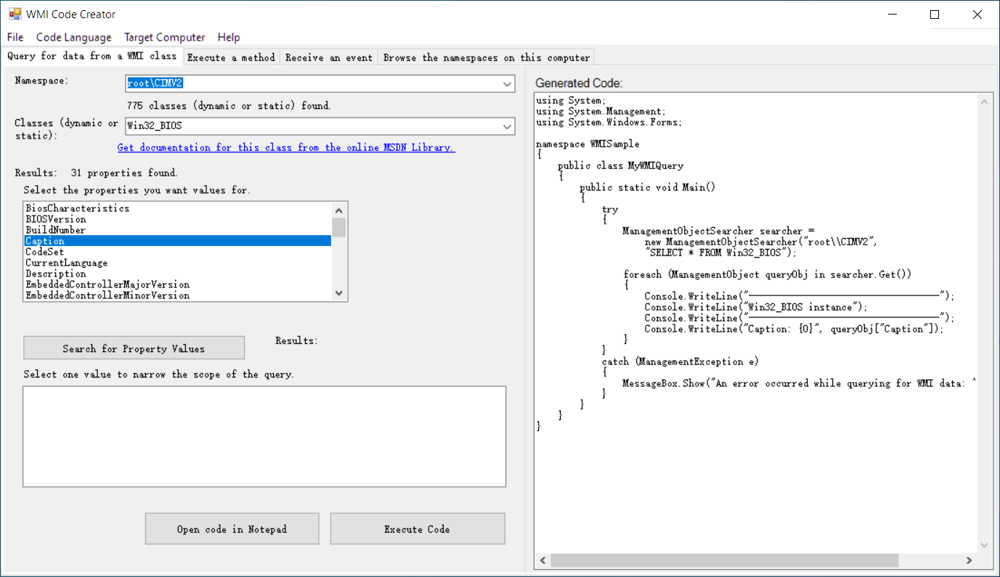 WMI Code Creator
File Code Language Target Computer Help
Query for data from a WMI class Execute a method Receive an event Browse the namespaces on this computer
Namespace:
root\CIMV2
775 classes (dynamic or static) found.
Classes (dynamic or
static):
Win32_BIOS
Get documentation for this class from the online MSDN Library.
Results: 31 properties found.
Select the properties you want values for.
BiosCharacteristics
BIOSVersion
BuildNumber
Caption
CodeSet
CurrentLanguage
Description
EmbeddedControllerMajorVersion
EmbeddedControllerMinorVersion
Search for Property Values
Results:
Select one value to narrow the scope of the query.
Open code in Notepad
Execute Code
Generated Code:
using System;
using System.Management;
using System.Windows.Forms;
namespace WMISample
{
public class MyWMIQuery
{
public static void Main()
{
try
{
ManagementObjectSearcher searcher =
new ManagementObjectSearcher("root\\CIMV2",
"SELECT * FROM Win32_BIOS");
foreach (ManagementObject queryObj in searcher.Get())
{
Console.WriteLine("-----------------------------------");
Console.WriteLine("Win32_BIOS instance");
Console.WriteLine("-----------------------------------");
Console.WriteLine("Caption: {0}", queryObj["Caption"]);
}
}
catch (ManagementException e)
{
MessageBox.Show("An error occurred while querying for WMI data: "
}
}
}
}